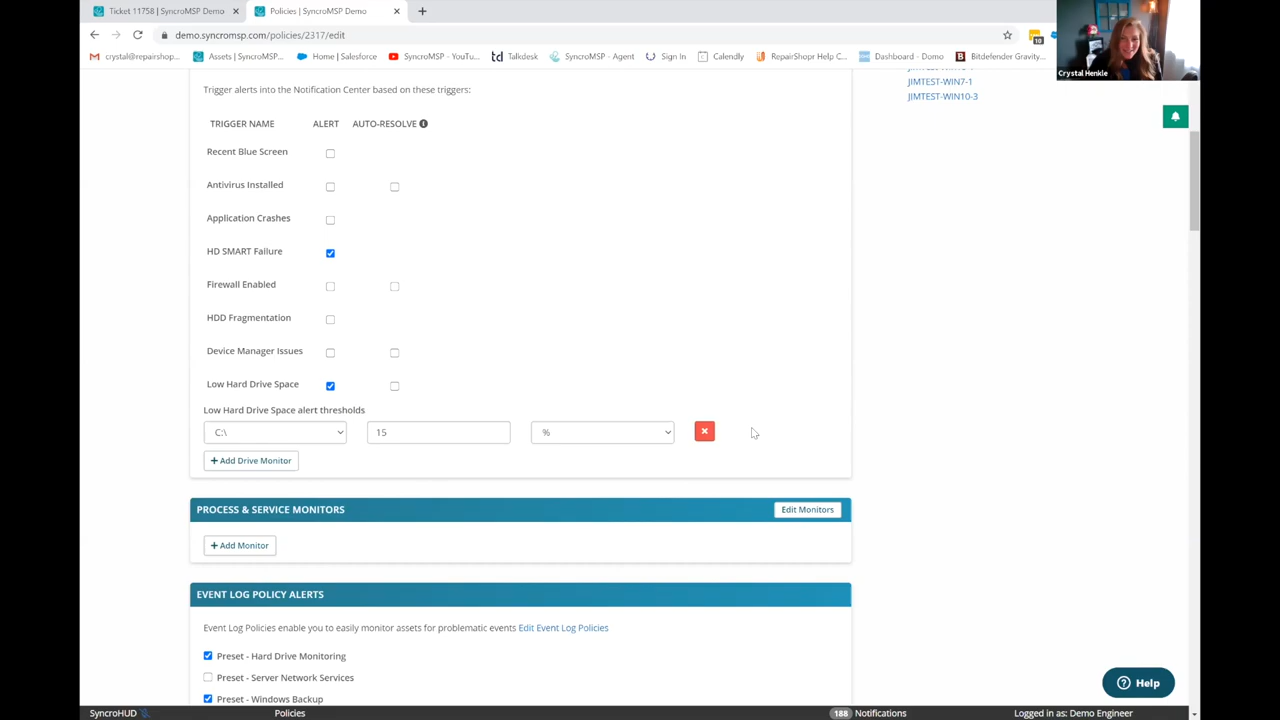 Ticket 11758 | SyncroMSP Demo
Policies | SyncroMSP Demo
demo.syncromsp.com/policies/2317/edit
10
crystal@repairshop...
Assets | SyncroMSP...
Home | Salesforce
SyncroMSP - YouTu...
Talkdesk
SyncroMSP - Agent
Sign In
Calendly
RepairShopr Help C...
Dashboard - Domo
Bitdefender Gravity...
Crystal Henkle
JIMTEST-WIN7-1
JIMTEST-WIN10-3
Trigger alerts into the Notification Center based on these triggers:
TRIGGER NAME ALERT AUTO-RESOLVE
Recent Blue Screen
Antivirus Installed
Application Crashes
HD SMART Failure
Firewall Enabled
HDD Fragmentation
Device Manager Issues
Low Hard Drive Space
Low Hard Drive Space alert thresholds
C:\ 15 %
+ Add Drive Monitor
PROCESS & SERVICE MONITORS
Edit Monitors
+ Add Monitor
EVENT LOG POLICY ALERTS
Event Log Policies enable you to easily monitor assets for problematic events Edit Event Log Policies
Preset - Hard Drive Monitoring
Preset - Server Network Services
Preset - Windows Backup
Help
SyncroHUD
Policies
188 Notifications
Logged in as: Demo Engineer